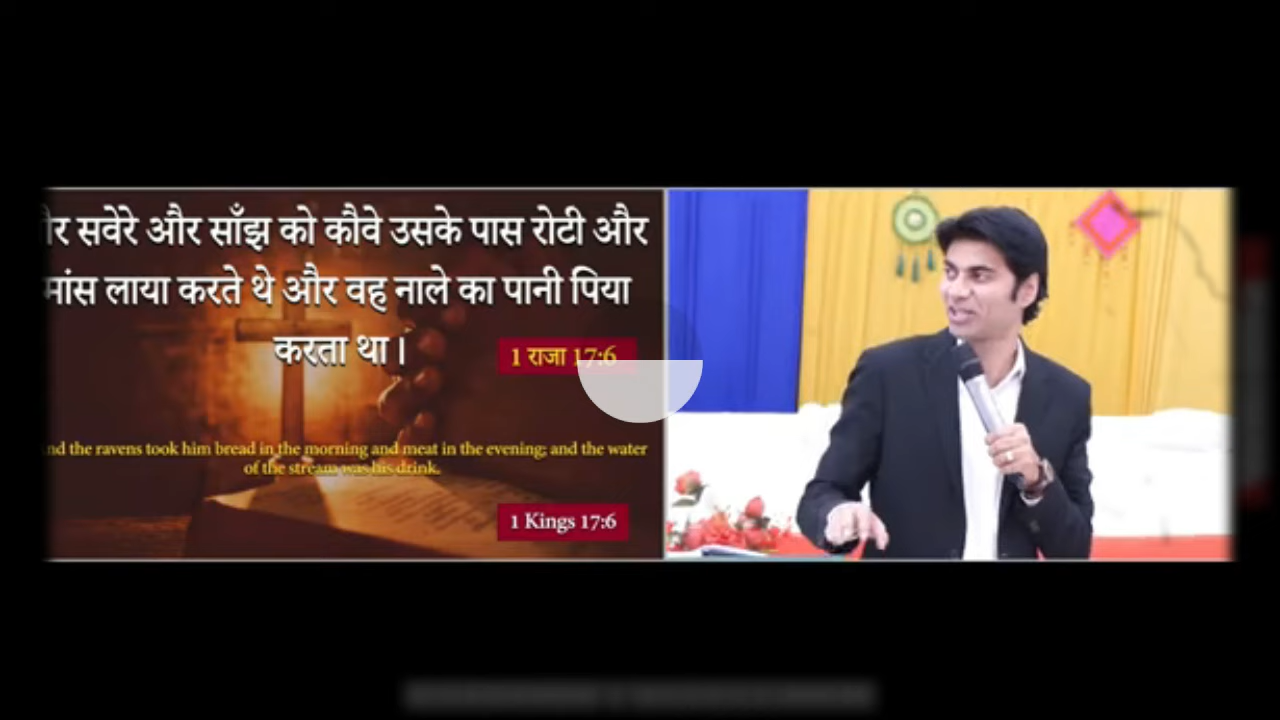 सवेरे और साँझ को कौवे उसके पास रोटी और
मांस लाया करते थे और वह नाले का पानी पिया
करता था।
1 राजा 17:6
the ravens took him bread in the morning and meat in the evening; and the water
of the stream was his drink.
1 Kings 17:6